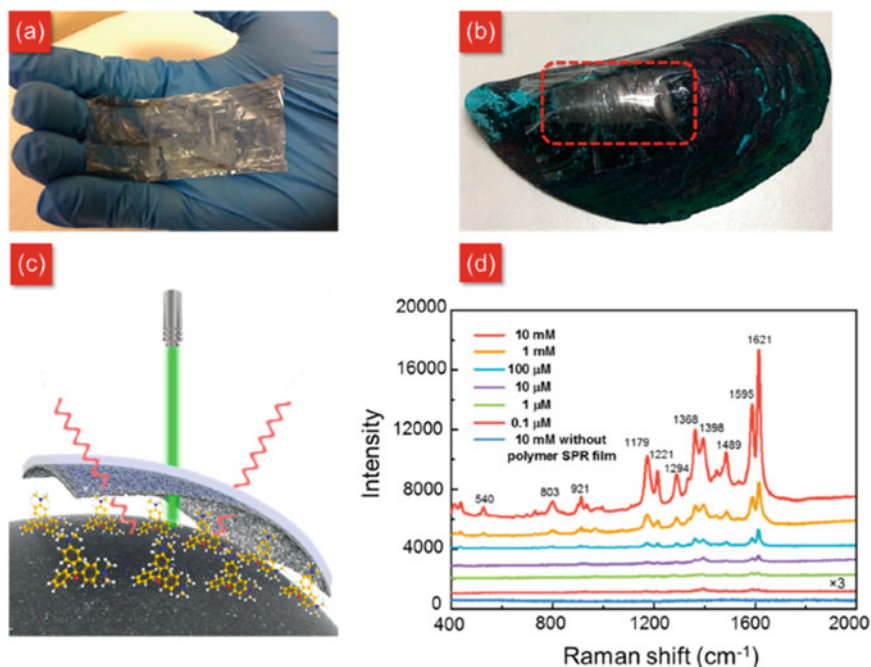 (a)
(b)
(c)
(d)
20000
16000
12000
8000
4000
0
Intensity
10 mM
1 mM
100 μM
10 μM
1 μM
0.1 μM
10 mM without
polymer SPR film
540
803
921
1179
1221
1294
1368
1398
1489
1595
1621
×3
400
800
1200
1600
2000
Raman shift (cm⁻¹)